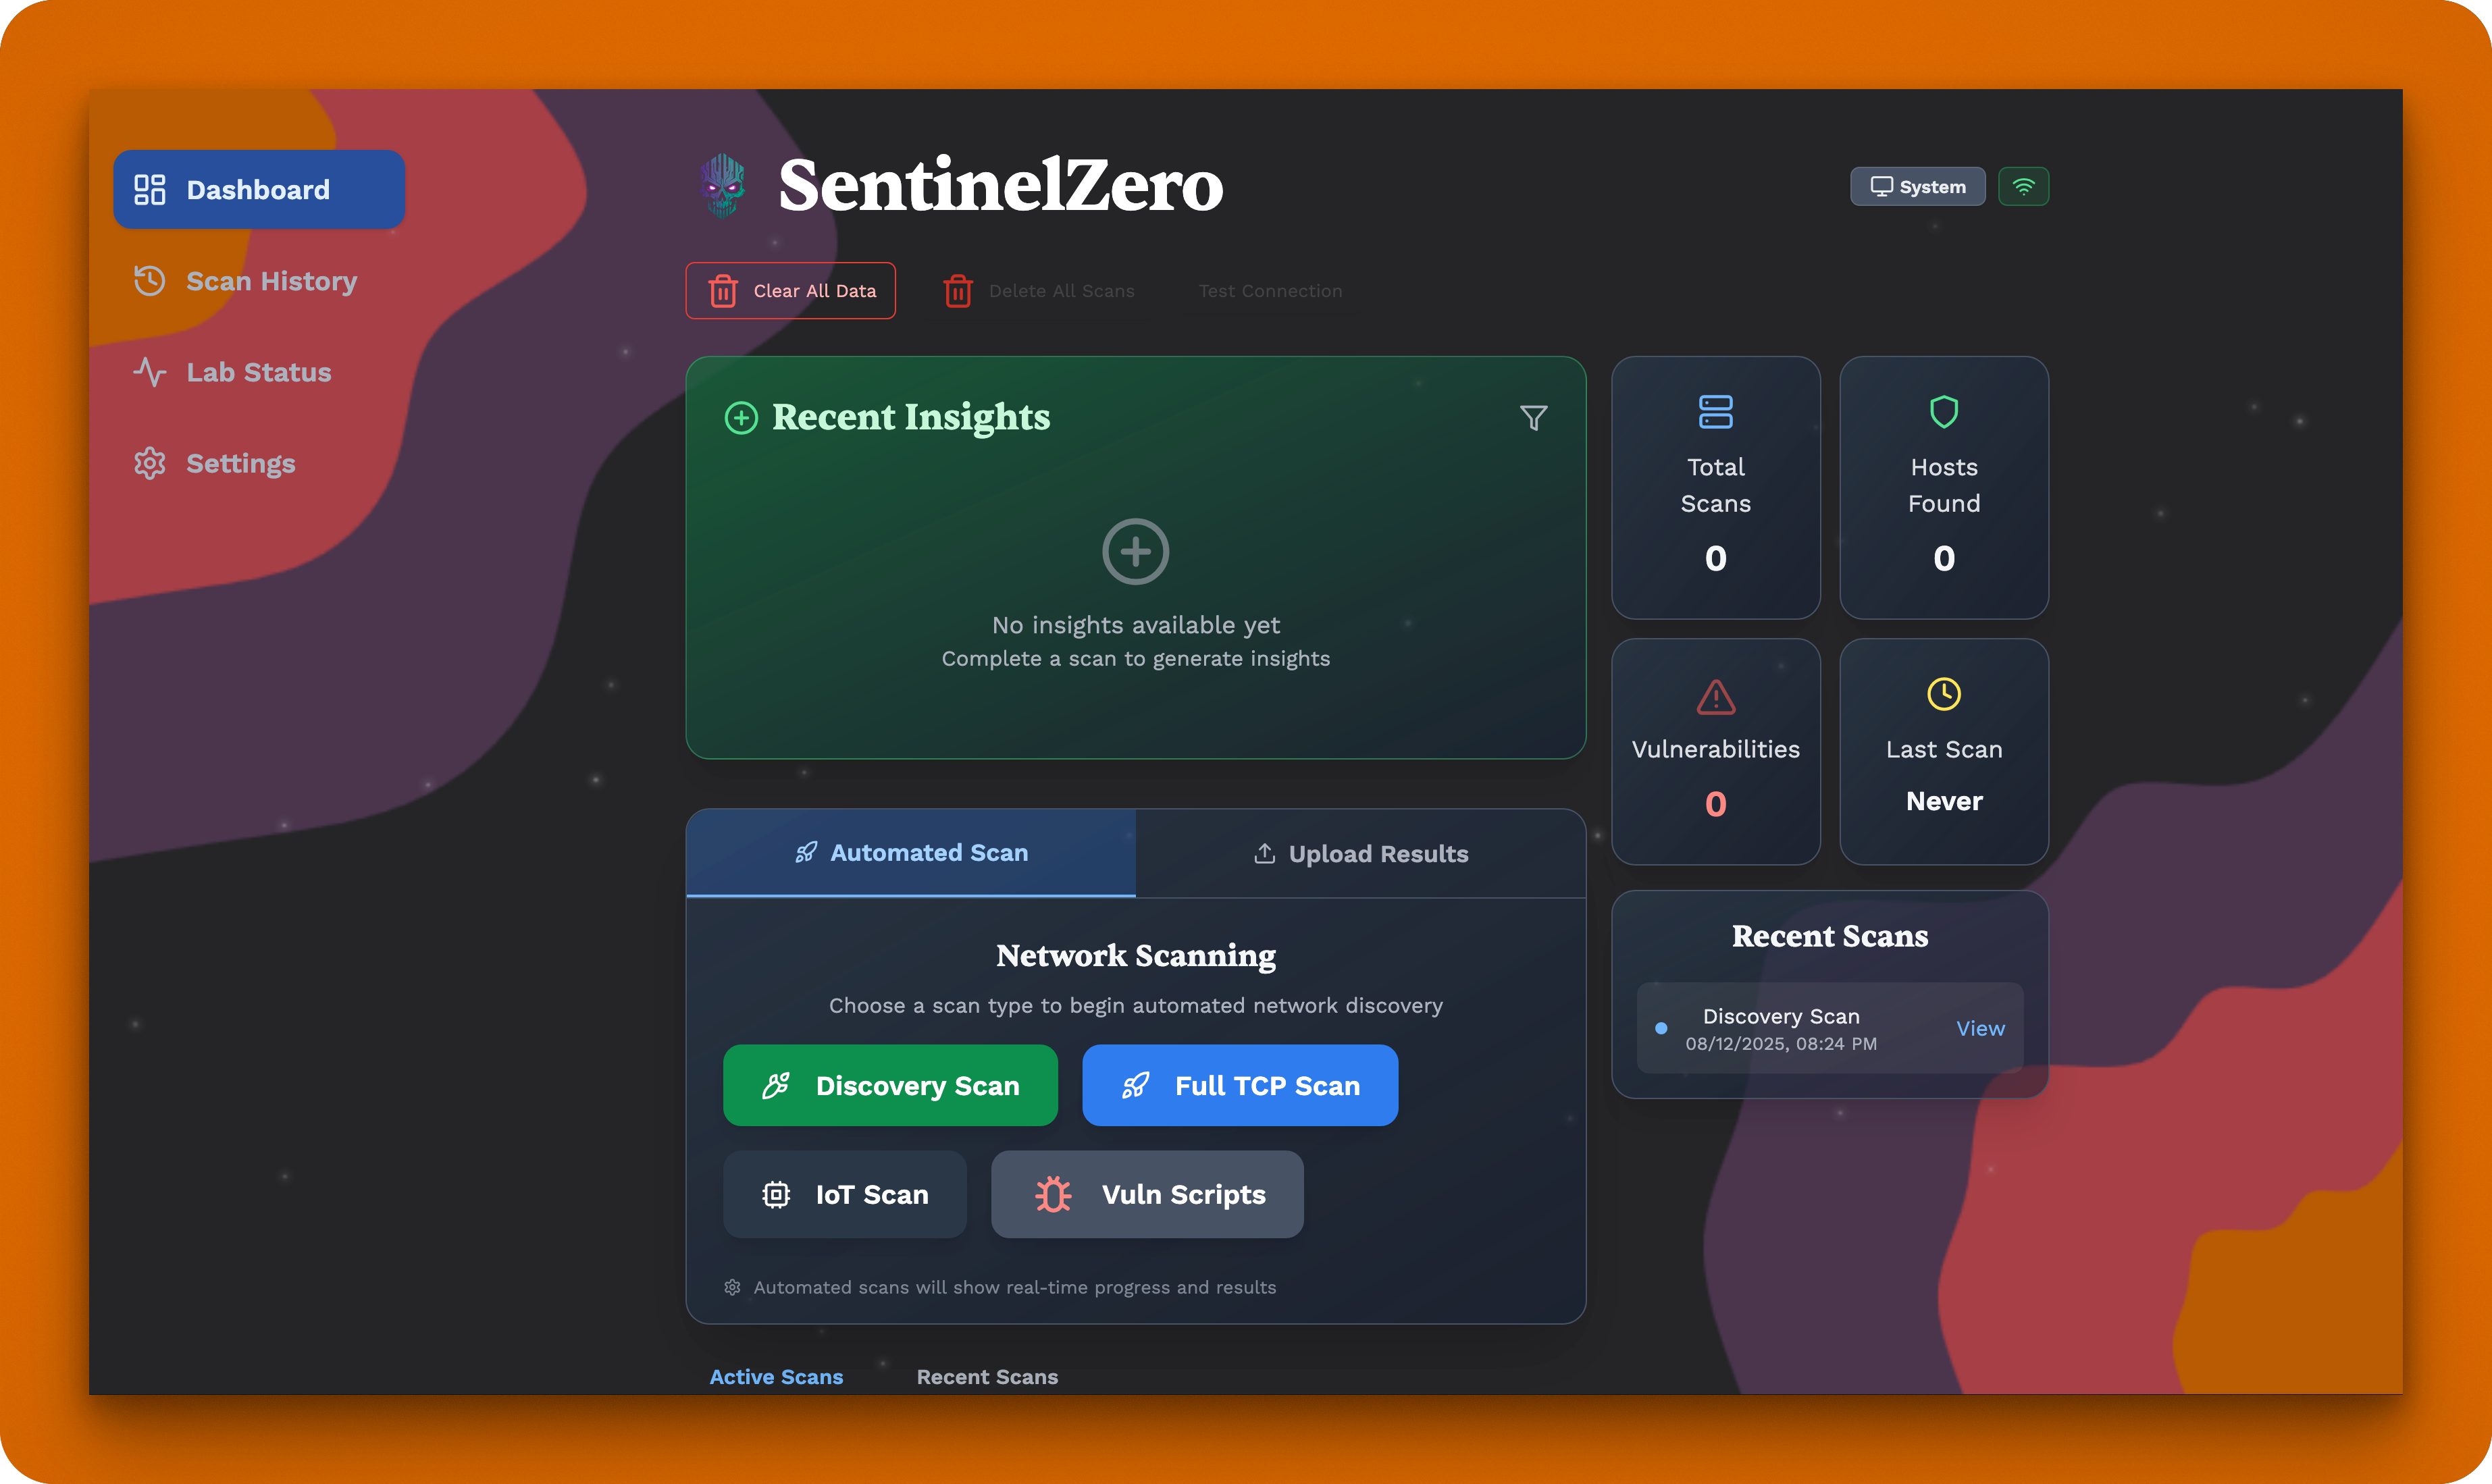 SentinelZero
System
Dashboard
Scan History
Lab Status
Settings
Clear All Data
Delete All Scans
Test Connection
Recent Insights
No insights available yet
Complete a scan to generate insights
Total
Scans
0
Hosts
Found
0
Vulnerabilities
0
Last Scan
Never
Automated Scan
Upload Results
Network Scanning
Choose a scan type to begin automated network discovery
Discovery Scan
Full TCP Scan
IoT Scan
Vuln Scripts
Automated scans will show real-time progress and results
Recent Scans
Discovery Scan
08/12/2025, 08:24 PM
View
Active Scans
Recent Scans